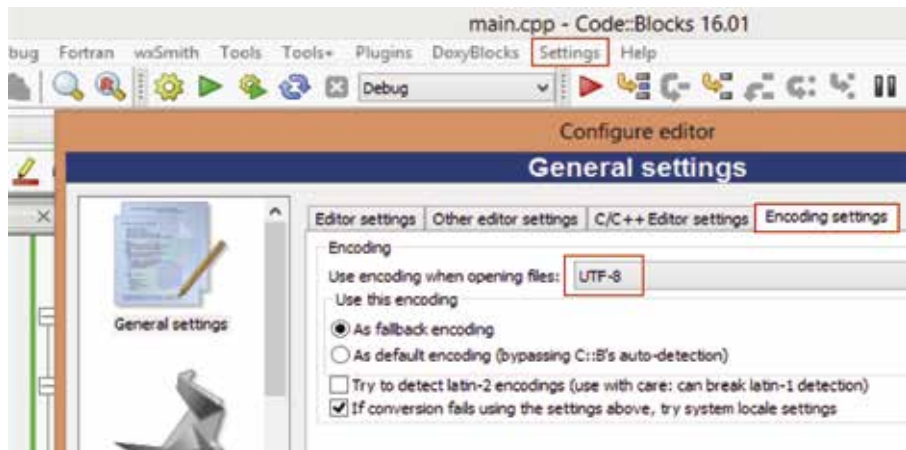 main.cpp - Code::Blocks 16.01
bug Fortran wxSmith Tools Tools+ Plugins DoxyBlocks Settings Help
Debug
Configure editor
General settings
Editor settings Other editor settings C/C++ Editor settings Encoding settings
Encoding
Use encoding when opening files: UTF-8
Use this encoding
General settings
As fallback encoding
As default encoding (bypassing C::B's auto-detection)
Try to detect latin-2 encodings (use with care: can break latin-1 detection)
If conversion fails using the settings above, try system locale settings